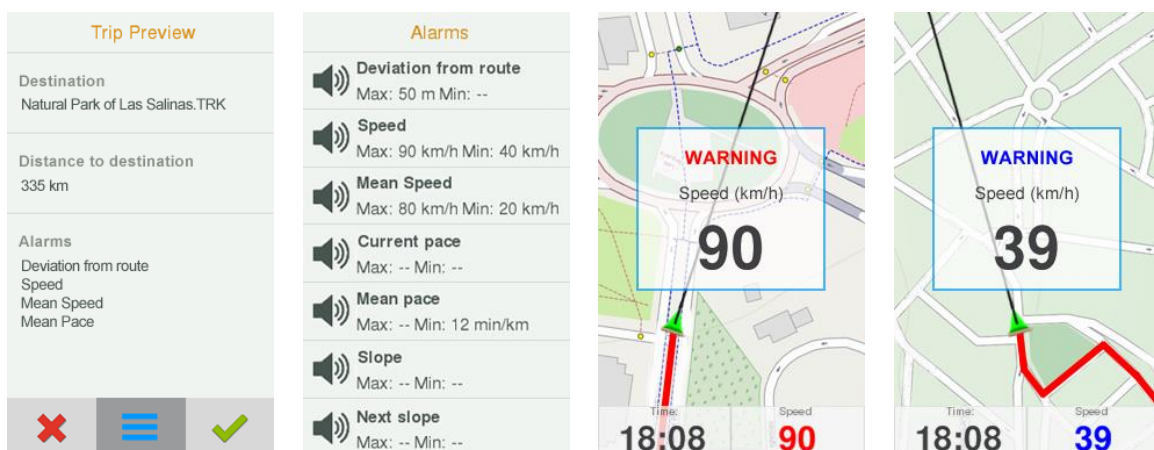 Trip Preview
Destination
Natural Park of Las Salinas.TRK
Distance to destination
335 km
Alarms
Deviation from route
Speed
Mean Speed
Mean Pace
Alarms
Deviation from route
Max: 50 m Min: --
Speed
Max: 90 km/h Min: 40 km/h
Mean Speed
Max: 80 km/h Min: 20 km/h
Current pace
Max: -- Min: --
Mean pace
Max: -- Min: 12 min/km
Slope
Max: -- Min: --
Next slope
Max: -- Min: --
WARNING
Speed (km/h)
90
Time:
Speed
18:08
90
WARNING
Speed (km/h)
39
Time:
Speed
18:08
39